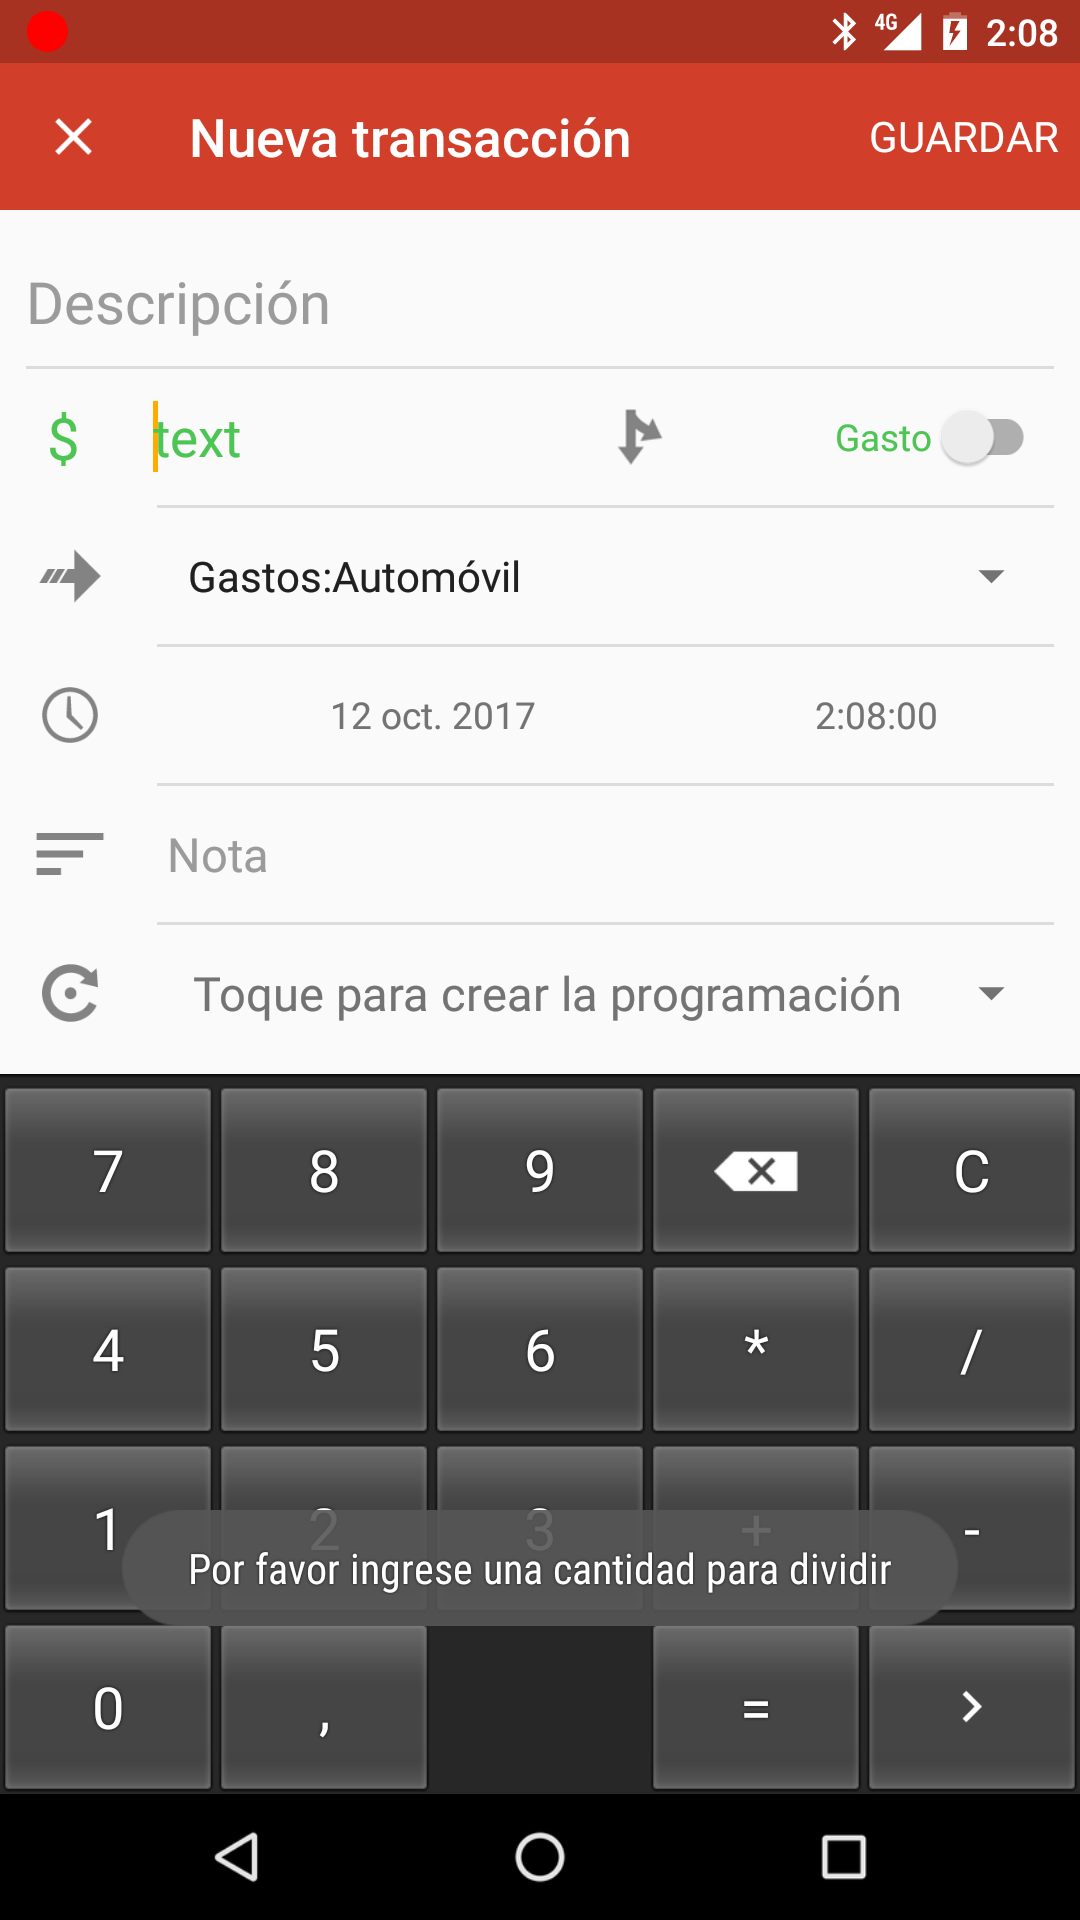 4G 2:08
Nueva transacción GUARDAR
Descripción
$ text Gasto
Gastos:Automóvil
12 oct. 2017 2:08:00
Nota
Toque para crear la programación
7 8 9 C
4 5 6 * /
1 2 3 + -
Por favor ingrese una cantidad para dividir
0 , = >